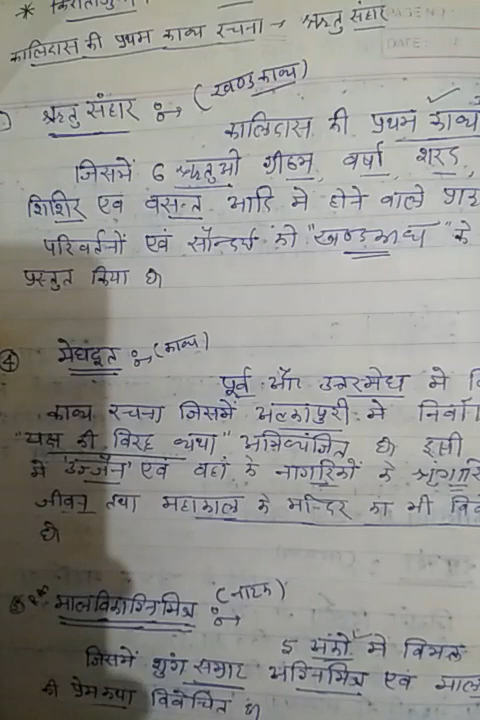 *
कालिदास की प्रथम काव्य रचना → ऋतु संहार
DATE:
ऋतु संहार :→ (खण्डकाव्य)
कालिदास की प्रथम काव्य
जिसमें 6 ऋतुओं ग्रीष्म, वर्षा, शरद,
शिशिर एवं वसन्त आदि में होने वाले
परिवर्तनों एवं सौन्दर्य को "खण्डकाव्य" के
प्रस्तुत किया है।
④ मेघदूत :→ (काव्य)
पूर्व और उत्तरमेघ में
काव्य रचना जिसमें अलकापुरी में
"यक्ष की विरह व्यथा" अभिव्यंजित है। इसी
में 'उज्जैन' एवं वहां के नागरिकों के
जीवन तथा महाकाल के मन्दिर का भी
है।
मालविकाग्निमित्र :→ (नाटक)
5 अंकों में विभक्त
जिसमें शुंग सम्राट अग्निमित्र एवं
की प्रेमकथा विवेचित है।